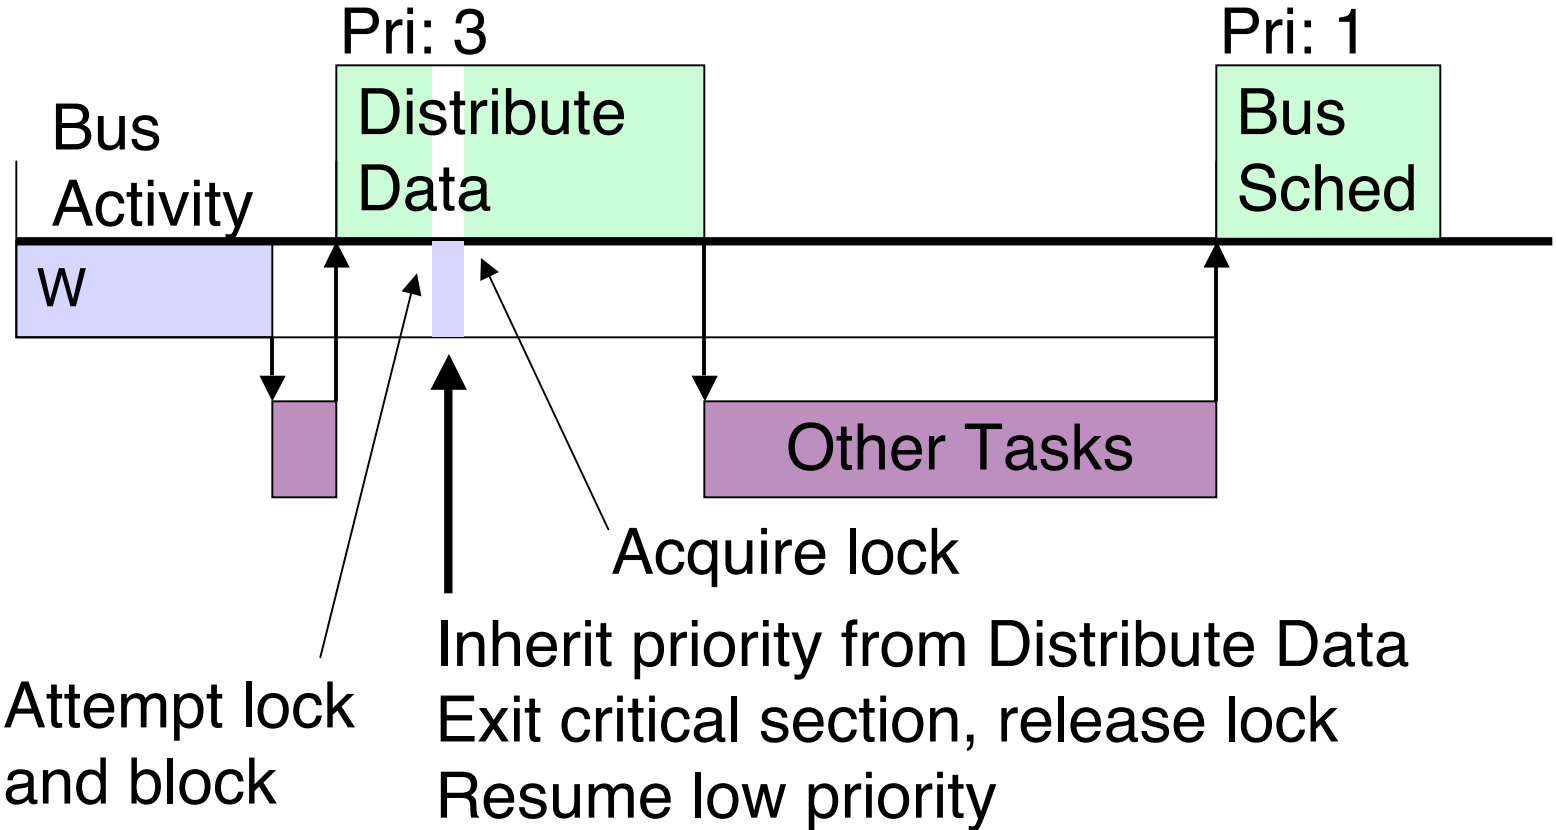 Pri: 3
Pri: 1
Bus
Activity
Distribute
Data
Bus
Sched
W
Other Tasks
Acquire lock
Attempt lock
and block
Inherit priority from Distribute Data
Exit critical section, release lock
Resume low priority